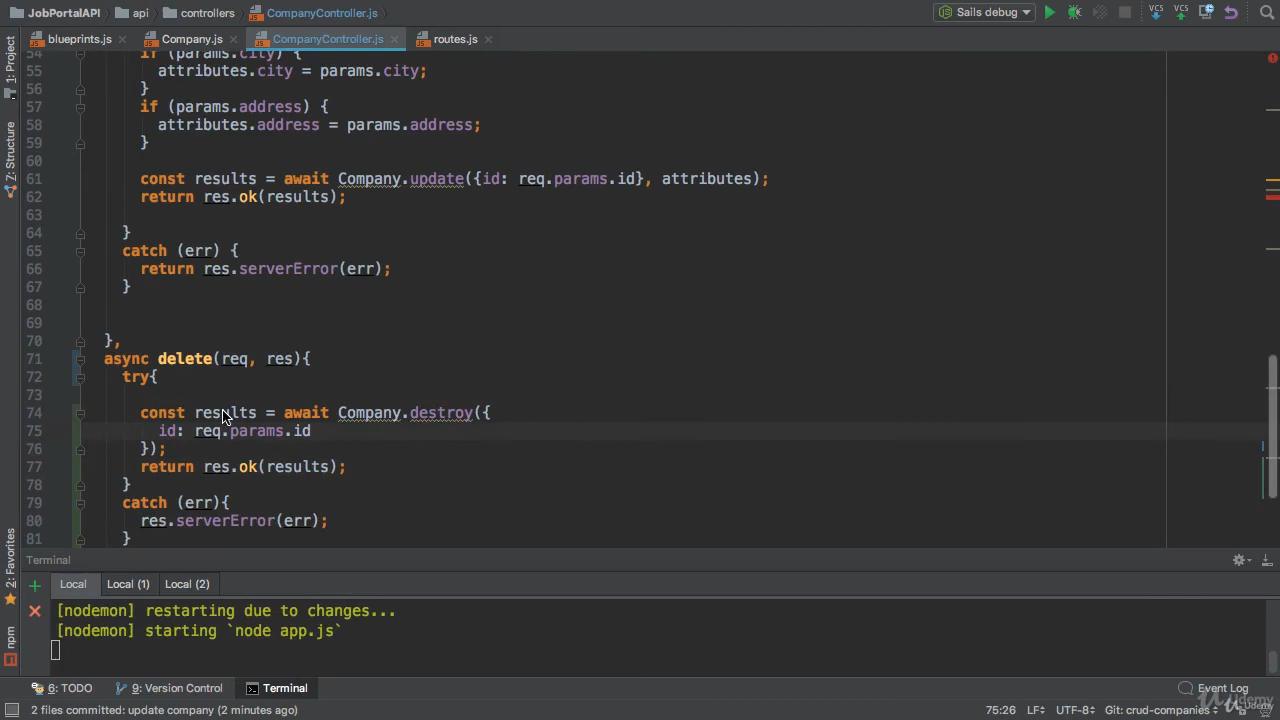 JobPortalAPI api controllers CompanyController.js Sails debug VCS VCS
blueprints.js Company.js CompanyController.js routes.js
54 if (params.city) {
55 attributes.city = params.city;
56 }
57 if (params.address) {
58 attributes.address = params.address;
59 }
60
61 const results = await Company.update({id: req.params.id}, attributes);
62 return res.ok(results);
63
64 }
65 catch (err) {
66 return res.serverError(err);
67 }
68
69
70 },
71 async delete(req, res){
72 try{
73
74 const results = await Company.destroy({
75 id: req.params.id
76 });
77 return res.ok(results);
78 }
79 catch (err){
80 res.serverError(err);
81 }
1: Project
7: Structure
2: Favorites
npm
Terminal
Local Local (1) Local (2)
[nodemon] restarting due to changes...
[nodemon] starting `node app.js`
6: TODO 9: Version Control Terminal Event Log
2 files committed: update company (2 minutes ago) 75:26 LF÷ UTF-8÷ Git: crud-companies÷
Udemy